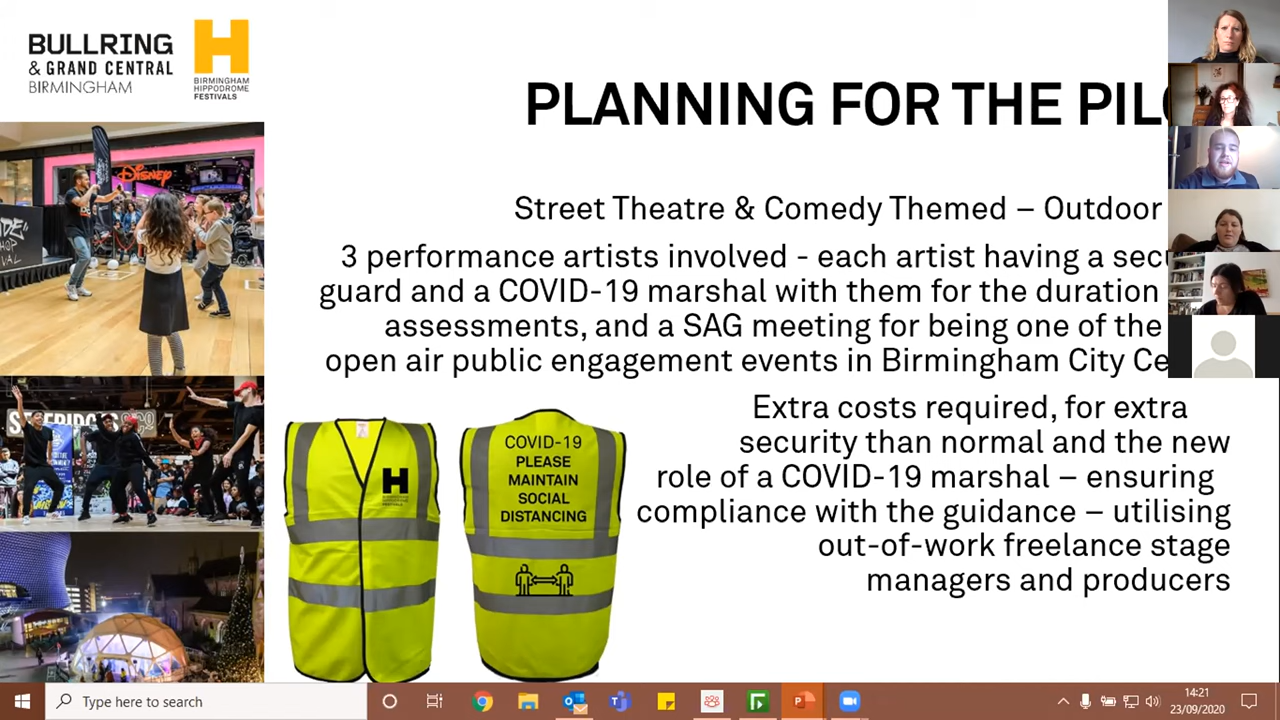 BULLRING
& GRAND CENTRAL
BIRMINGHAM
H
BIRMINGHAM
HIPPODROME
FESTIVALS
PLANNING FOR THE
Street Theatre & Comedy Themed – Outdoor
3 performance artists involved - each artist having a
guard and a COVID-19 marshal with them for the duration
assessments, and a SAG meeting for being one of the
open air public engagement events in Birmingham City
Extra costs required, for extra
security than normal and the new
role of a COVID-19 marshal – ensuring
compliance with the guidance – utilising
out-of-work freelance stage
managers and producers
DISNEY
H
COVID-19
PLEASE
MAINTAIN
SOCIAL
DISTANCING
Type here to search
14:21
23/09/2020